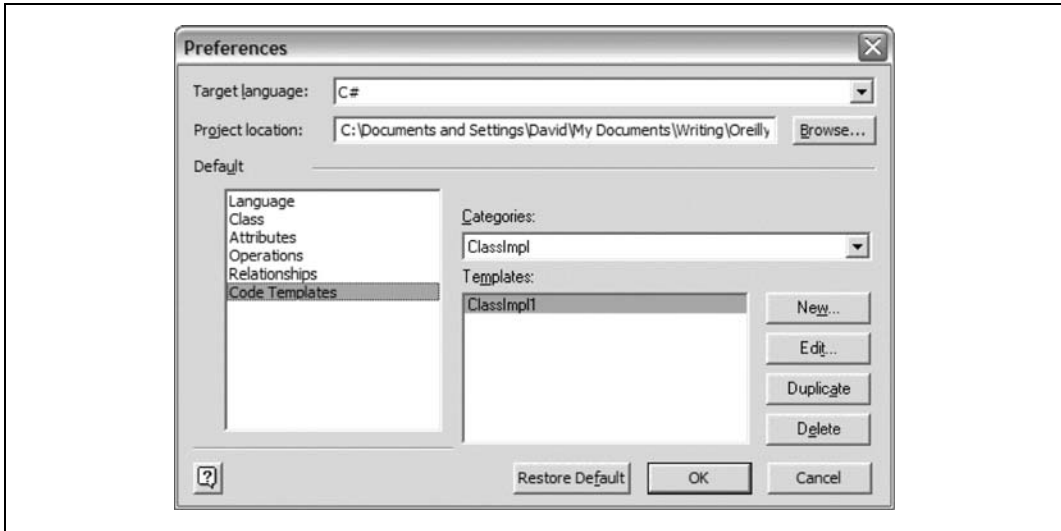 Preferences
Target language:
C#
Project location:
C:\Documents and Settings\David\My Documents\Writing\Oreilly
Browse...
Default
Language
Class
Attributes
Operations
Relationships
Code Templates
Categories:
ClassImpl
Templates:
ClassImpl1
New...
Edit...
Duplicate
Delete
?
Restore Default
OK
Cancel